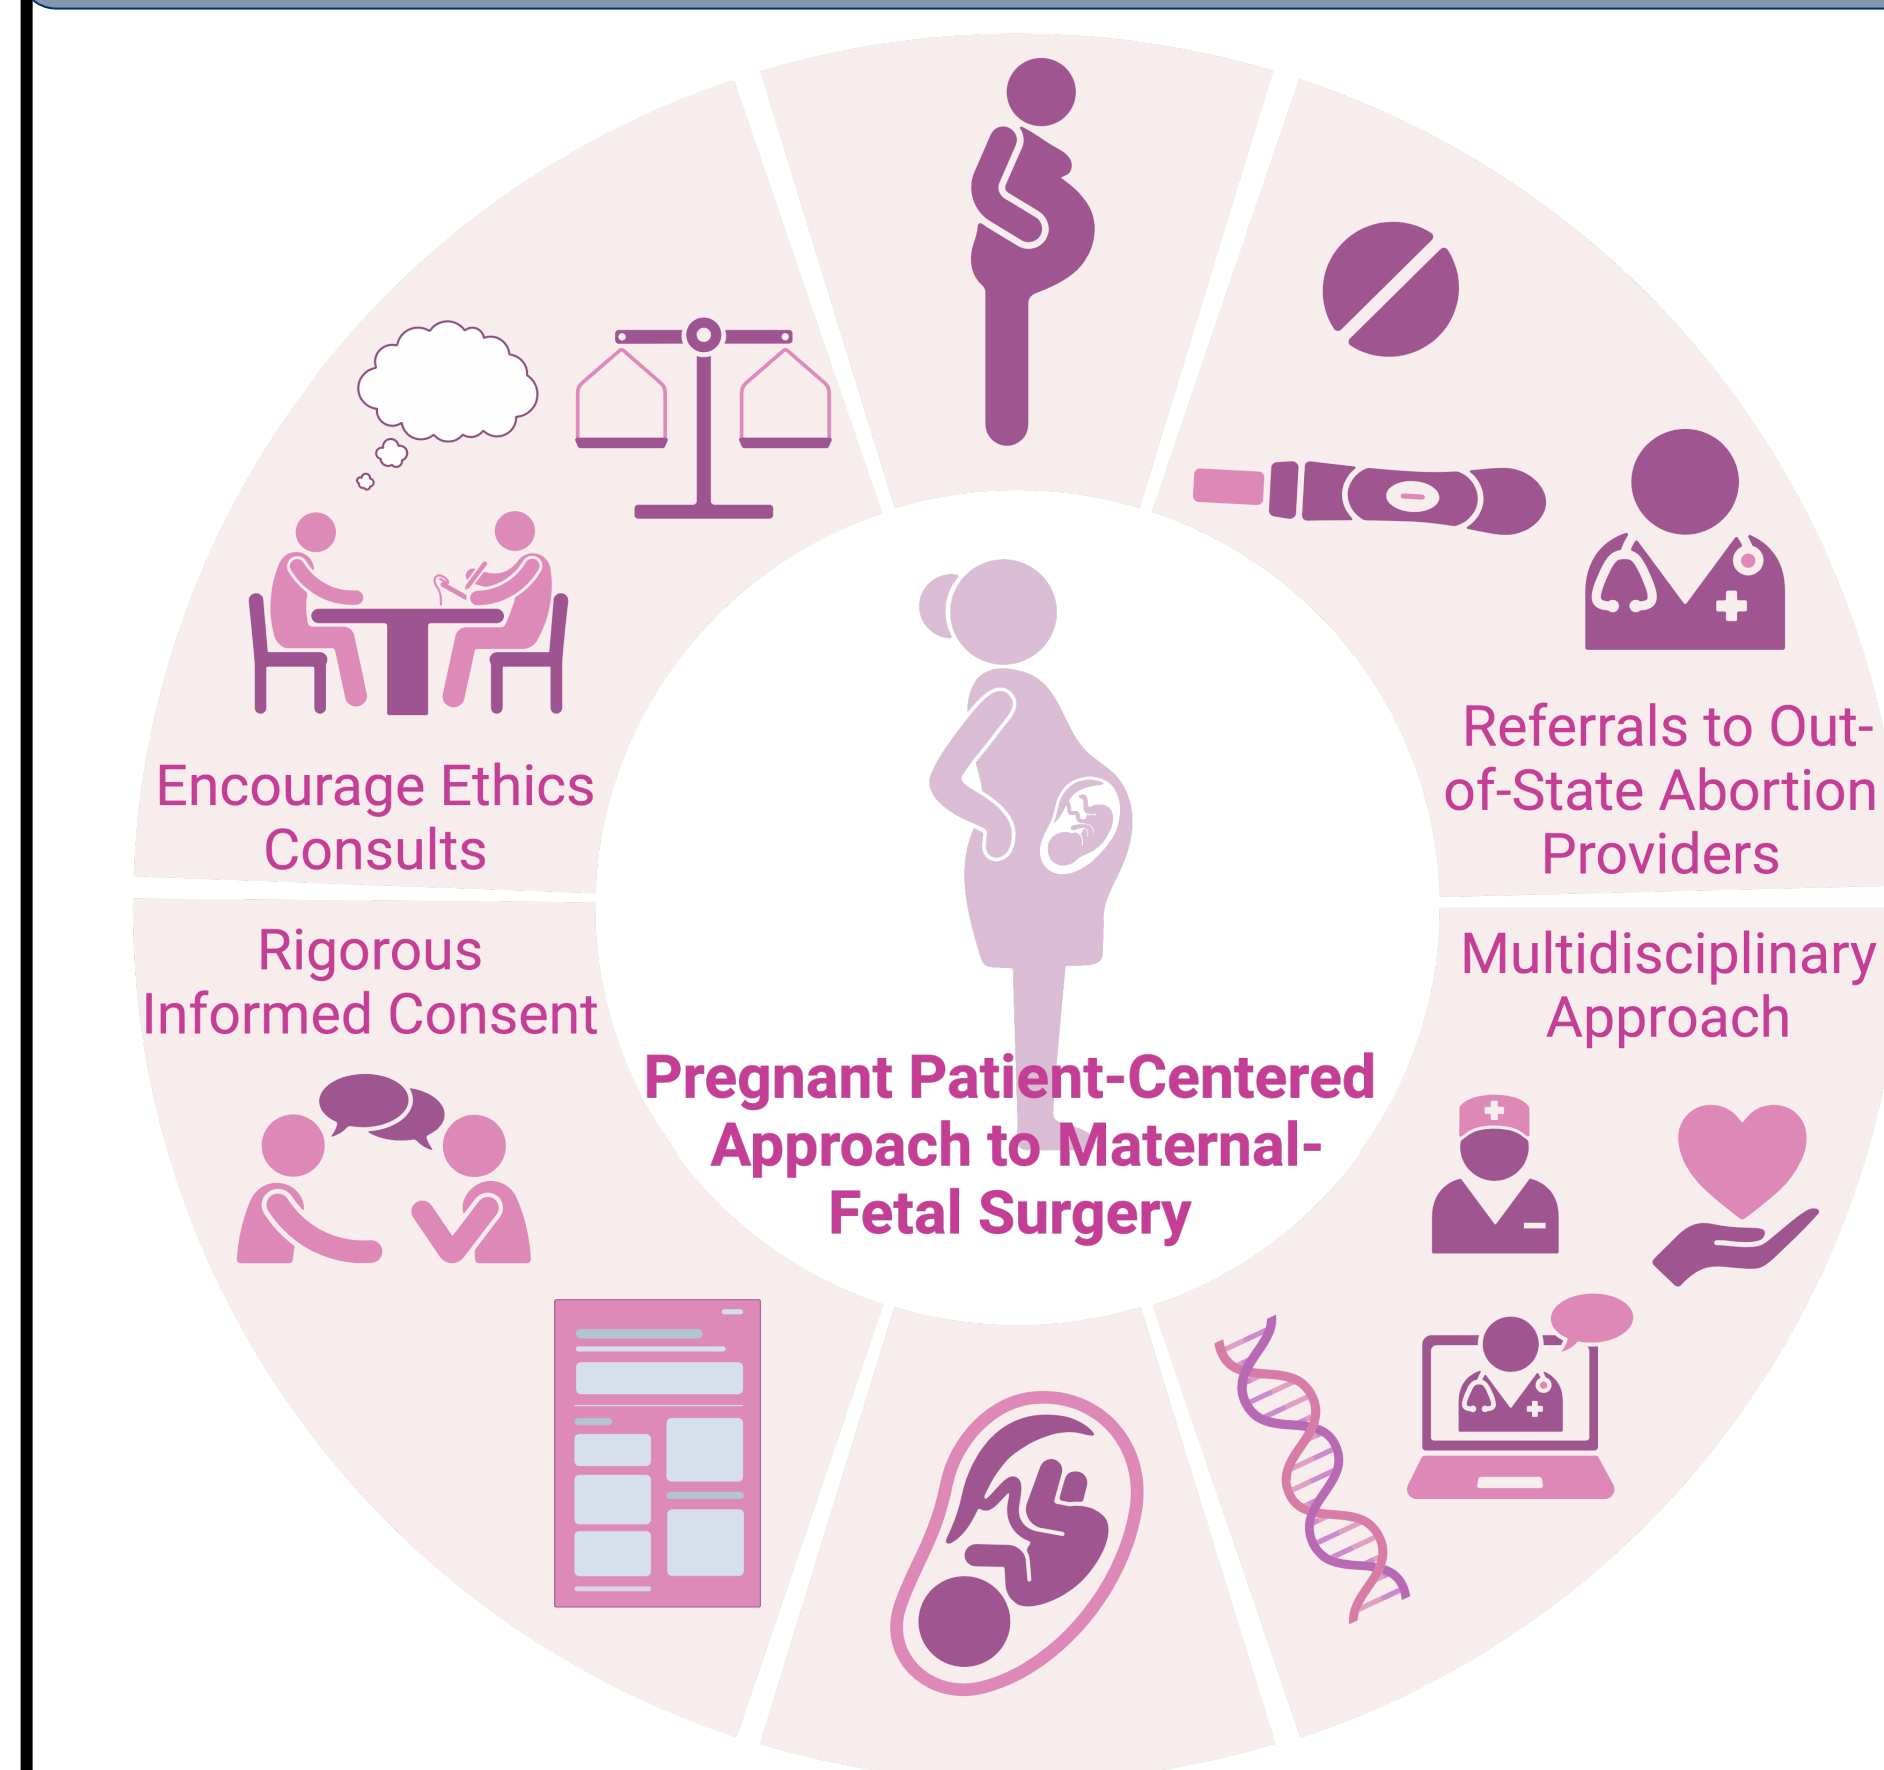 Encourage Ethics
Consults
Referrals to Out-
of-State Abortion
Providers
Rigorous
Informed Consent
Multidisciplinary
Approach
Pregnant Patient-Centered
Approach to Maternal-
Fetal Surgery